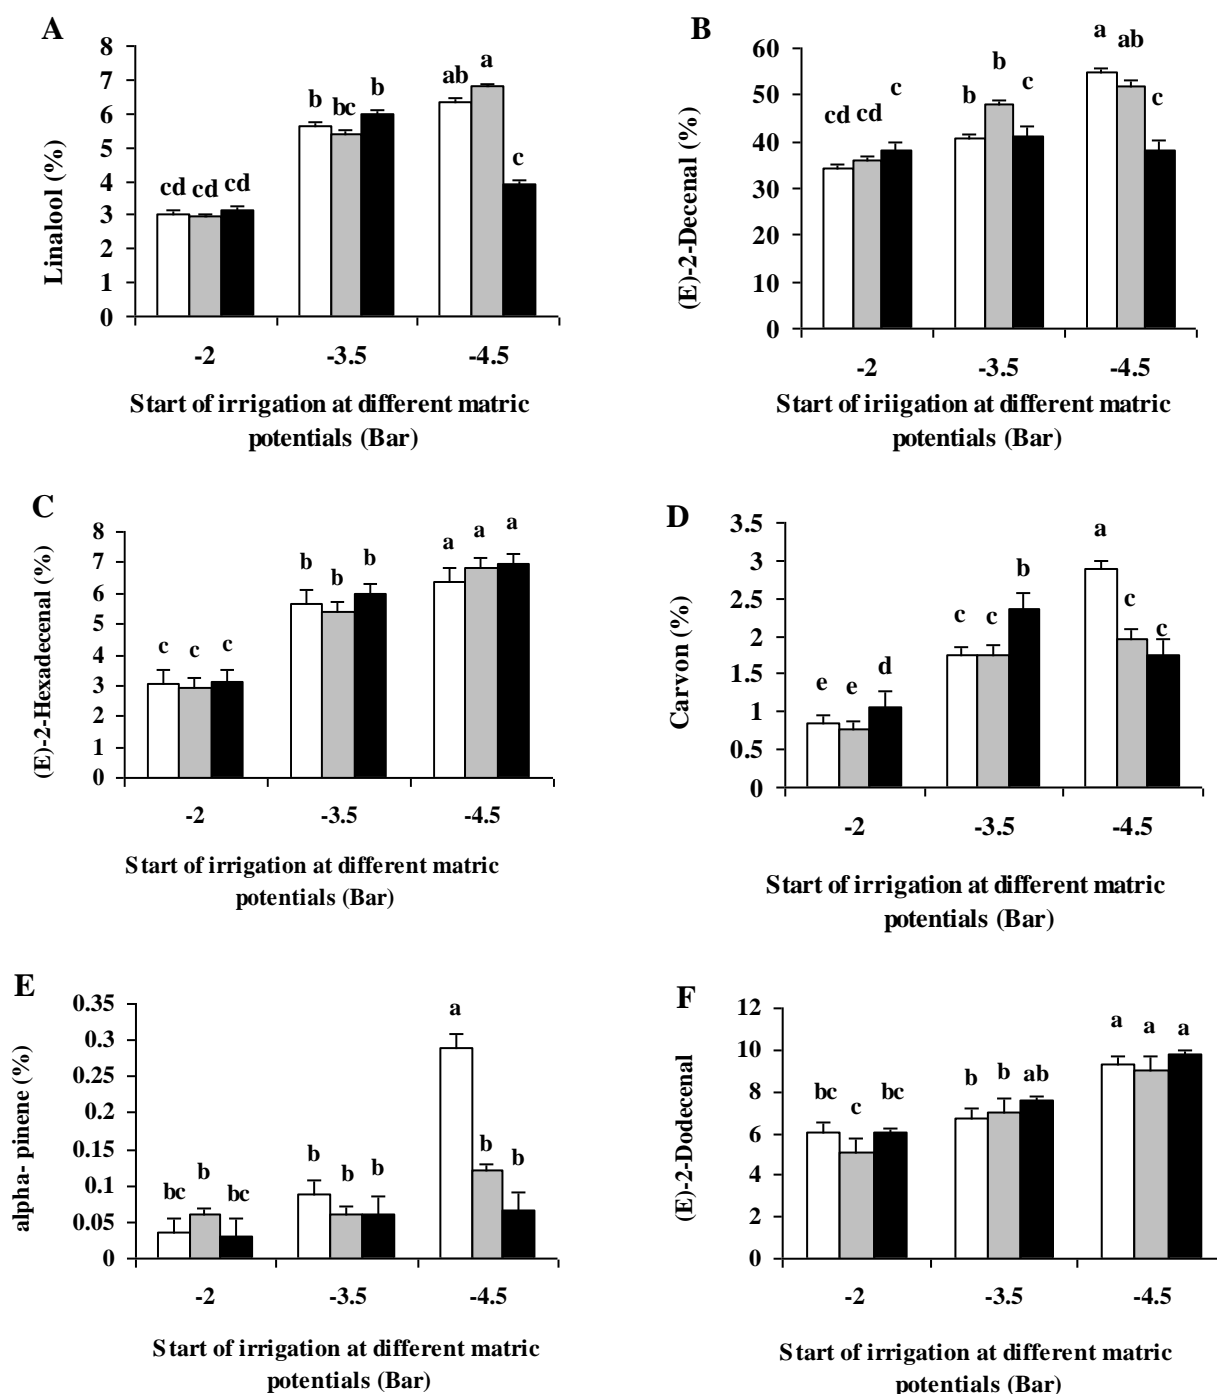 A
8
7
6
5
4
3
2
1
0
Linalool (%)
cd cd cd
b bc b
ab a c
-2 -3.5 -4.5
Start of irrigation at different matric
potentials (Bar)
B
60
50
40
30
20
10
0
(E)-2-Decenal (%)
cd cd c
b b c
a ab c
-2 -3.5 -4.5
Start of iriigation at different matric
potentials (Bar)
C
8
7
6
5
4
3
2
1
0
(E)-2-Hexadecenal (%)
c c c
b b b
a a a
-2 -3.5 -4.5
Start of irrigation at different matric
potentials (Bar)
D
3.5
3
2.5
2
1.5
1
0.5
0
Carvon (%)
e e d
c c b
a c c
-2 -3.5 -4.5
Start of irrigation at different matric
potentials (Bar)
E
0.35
0.3
0.25
0.2
0.15
0.1
0.05
0
alpha- pinene (%)
bc b bc
b b b
a b b
-2 -3.5 -4.5
Start of irrigation at different matric
potentials (Bar)
F
12
10
8
6
4
2
0
(E)-2-Dodecenal
bc c bc
b b ab
a a a
-2 -3.5 -4.5
Start of irrigation at different matric
potentials (Bar)